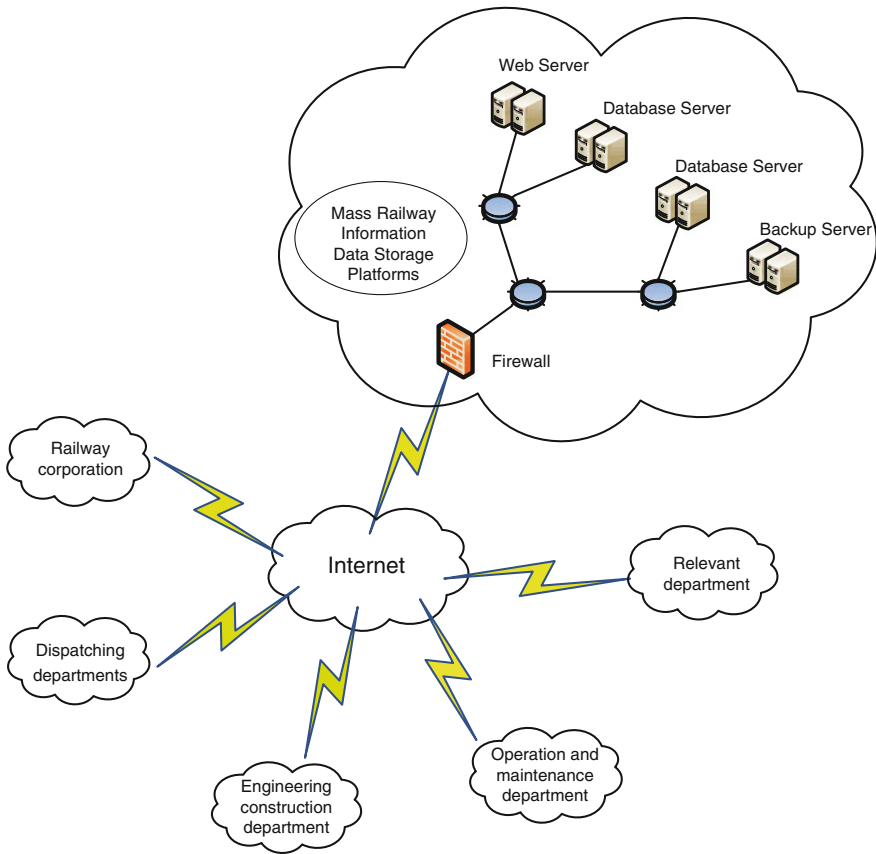 Web Server
Database Server
Database Server
Mass Railway
Information
Data Storage
Platforms
Backup Server
Firewall
Railway
corporation
Internet
Relevant
department
Dispatching
departments
Operation and
maintenance
department
Engineering
construction
department